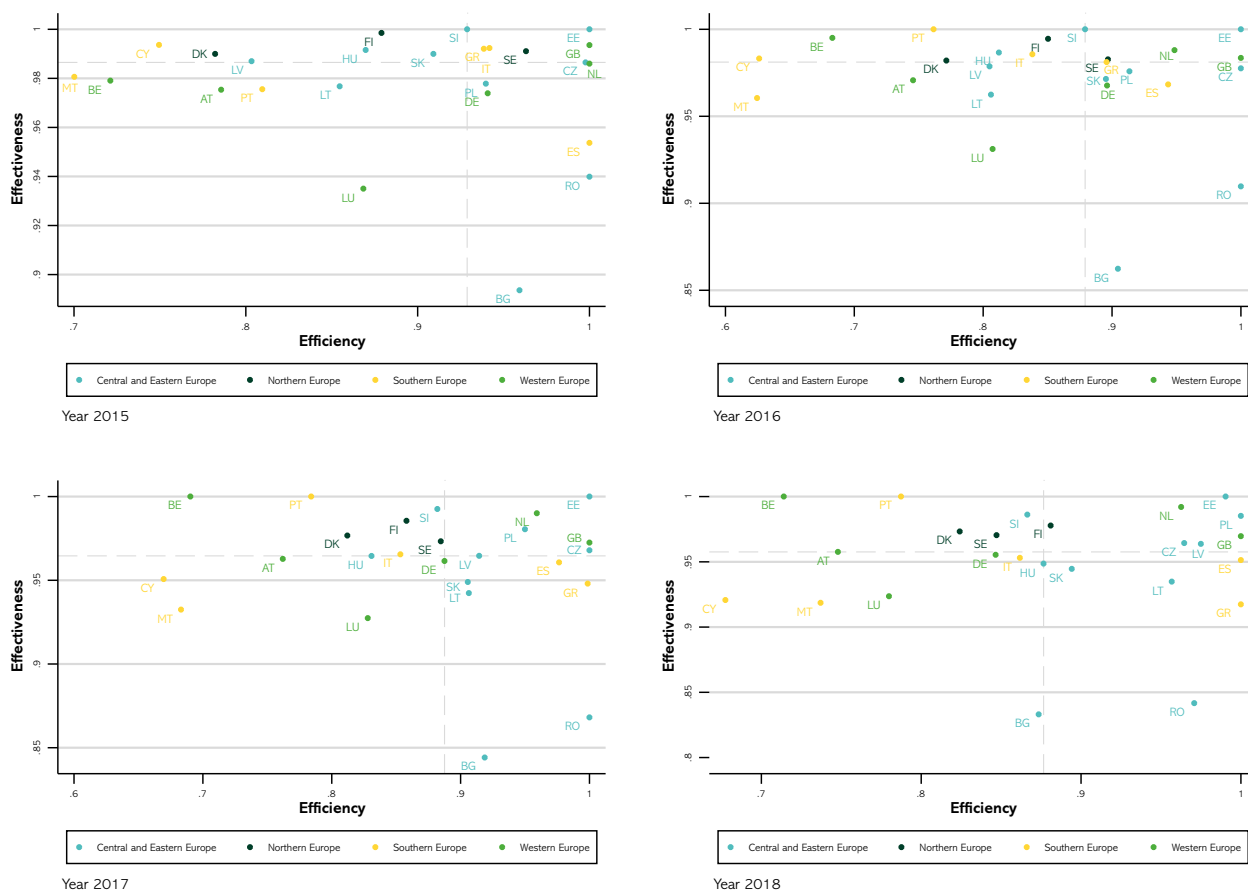 1
.98
.96
.94
.92
.9
Effectiveness
CY
MT
BE
DK
LV
AT
PT
FI
HU
LT
LU
SK
SI
GR
IT
PL
DE
SE
BG
EE
GB
CZ
NL
ES
RO
.7
.8
.9
1
Efficiency
Central and Eastern Europe
Northern Europe
Southern Europe
Western Europe
Year 2015
1
.95
.9
.85
Effectiveness
CY
MT
BE
AT
PT
DK
HU
LV
LT
LU
FI
IT
SI
SE
GR
SK
DE
PL
BG
NL
ES
EE
GB
CZ
RO
.6
.7
.8
.9
1
Efficiency
Central and Eastern Europe
Northern Europe
Southern Europe
Western Europe
Year 2016
1
.95
.9
.85
Effectiveness
BE
CY
MT
AT
PT
DK
HU
LU
FI
IT
SI
SE
DE
LV
SK
LT
BG
NL
PL
ES
EE
GB
CZ
GR
RO
.6
.7
.8
.9
1
Efficiency
Central and Eastern Europe
Northern Europe
Southern Europe
Western Europe
Year 2017
1
.95
.9
.85
.8
Effectiveness
BE
CY
MT
AT
PT
LU
DK
SE
DE
SI
IT
FI
HU
SK
BG
NL
CZ
LV
LT
RO
EE
PL
GB
ES
GR
.7
.8
.9
1
Efficiency
Central and Eastern Europe
Northern Europe
Southern Europe
Western Europe
Year 2018